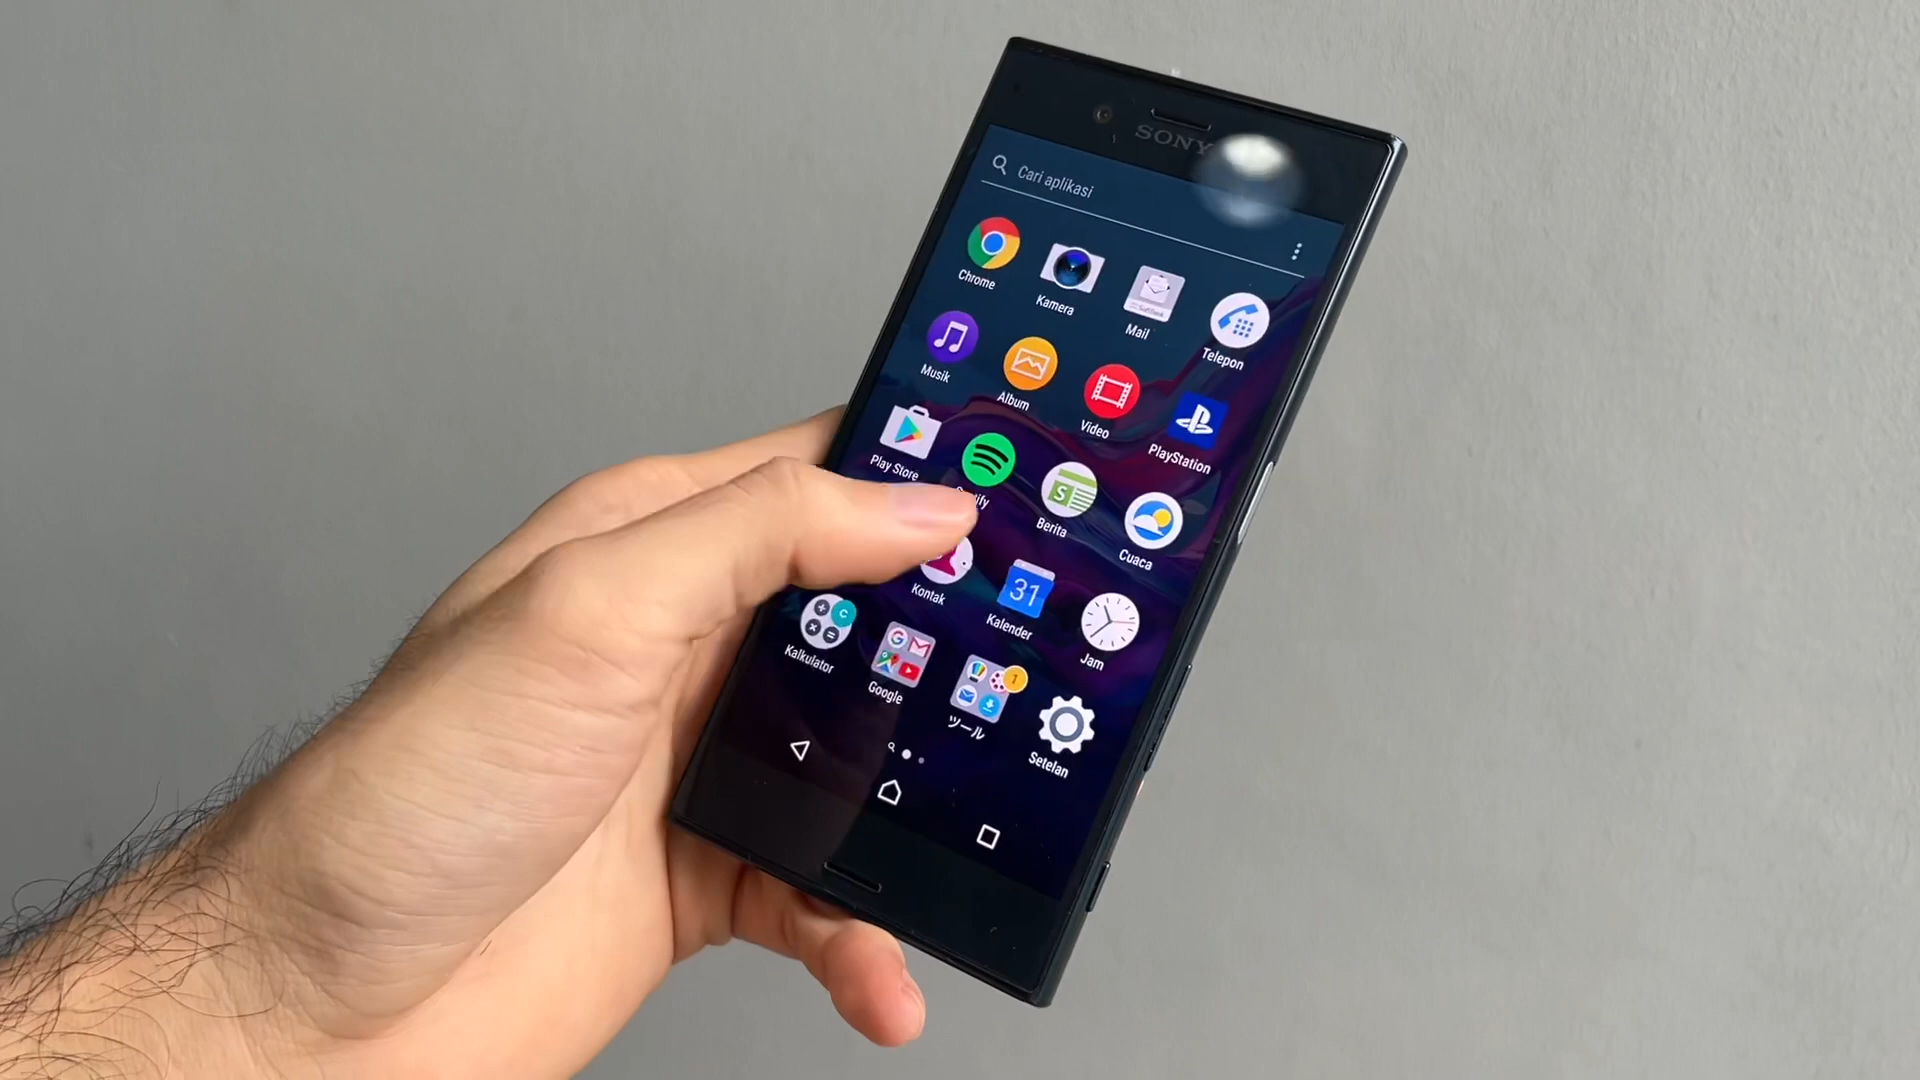 SONY
Cari aplikasi
Chrome
Kamera
Mail
Telepon
Musik
Album
Video
PlayStation
Play Store
Berita
Cuaca
Kontak
31
Kalender
Jam
Kalkulator
Google
1
ツール
Setelan